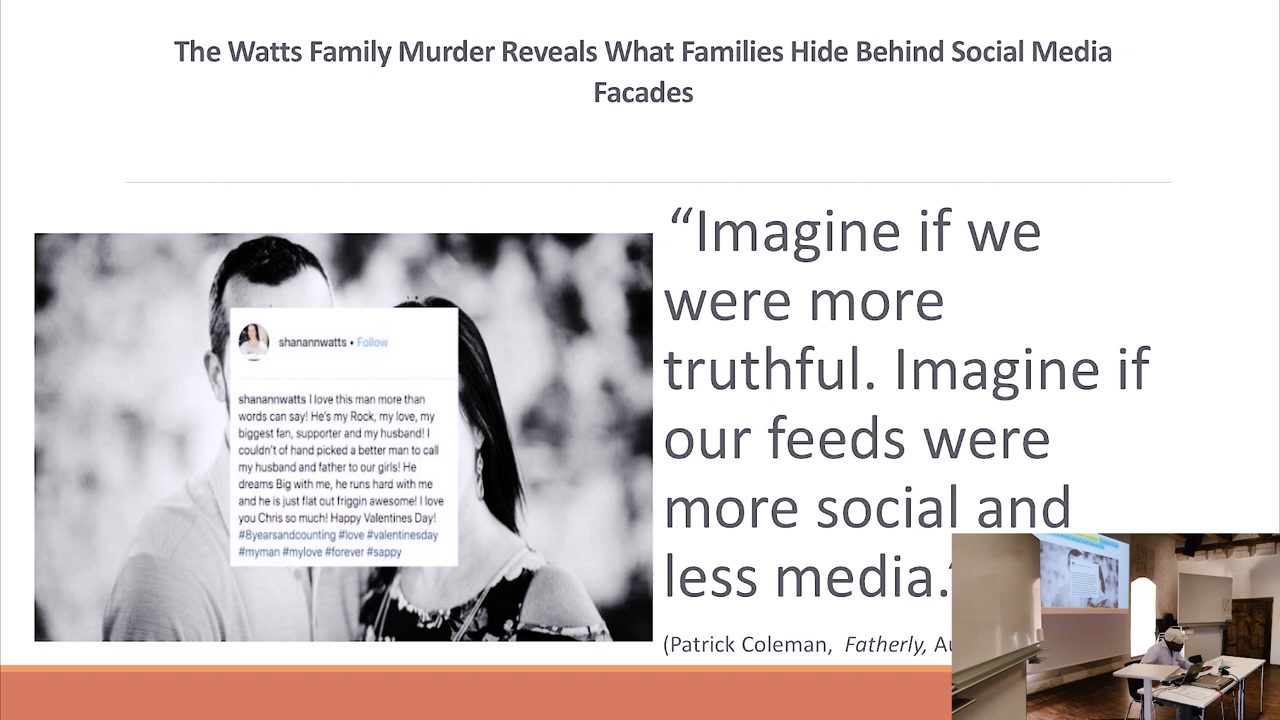 The Watts Family Murder Reveals What Families Hide Behind Social Media
Facades
“Imagine if we
were more
truthful. Imagine if
our feeds were
more social and
less media.
(Patrick Coleman, Fatherly,
shanannwatts • Follow
shanannwatts I love this man more than
words can say! He's my Rock, my love, my
biggest fan, supporter and my husband! I
couldn't of hand picked a better man to call
my husband and father to our girls! He
dreams Big with me, he runs hard with me
and he is just flat out friggin awesome! I love
you Chris so much! Happy Valentines Day!
#8yearsandcounting #love #valentinesday
#myman #mylove #forever #sappy